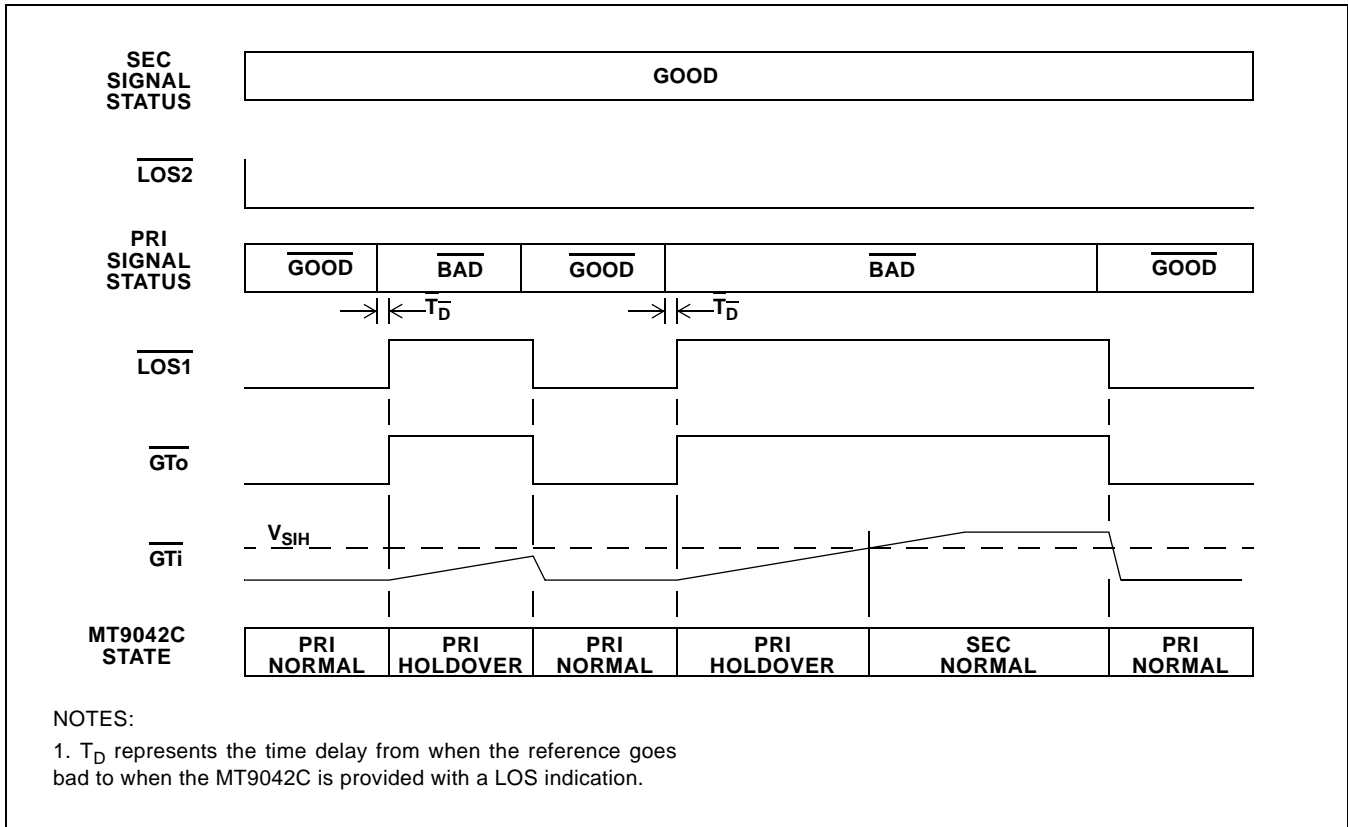 SEC
SIGNAL
STATUS
GOOD
LOS2
PRI
SIGNAL
STATUS
GOOD BAD GOOD BAD GOOD
TD TD
LOS1
GTo
VSIH
GTi
MT9042C
STATE
PRI NORMAL
PRI HOLDOVER
PRI NORMAL
PRI HOLDOVER
SEC NORMAL
PRI NORMAL
NOTES:
1. TD represents the time delay from when the reference goes
bad to when the MT9042C is provided with a LOS indication.